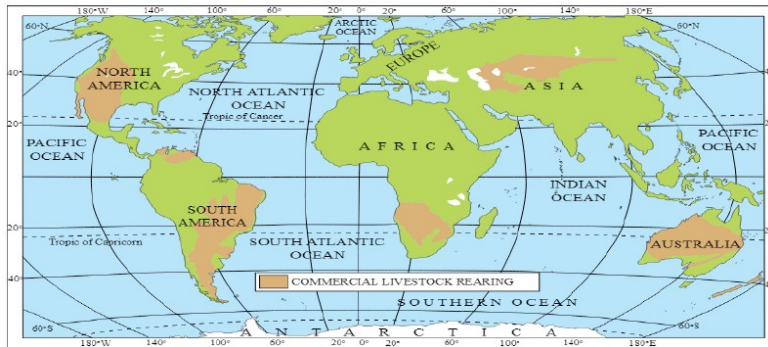 180°W 140° 100° 60° 20° 0° 20° 60° 100° 140° 180°E
ARCTIC
OCEAN
60°N
60°
EUROPE
NORTH
AMERICA
ASIA
40°
40°
NORTH ATLANTIC
OCEAN
Tropic of Cancer
20°
20°
PACIFIC
OCEAN
AFRICA
PACIFIC
OCEAN
INDIAN
OCEAN
SOUTH
AMERICA
20°
Tropic of Capricorn
SOUTH ATLANTIC
OCEAN
AUSTRALIA
40°
COMMERCIAL LIVESTOCK REARING
SOUTHERN OCEAN
60°S
60°S
ANTARCTICA
180°W 140° 100° 60° 20° 0° 20° 60° 100° 140° 180°E